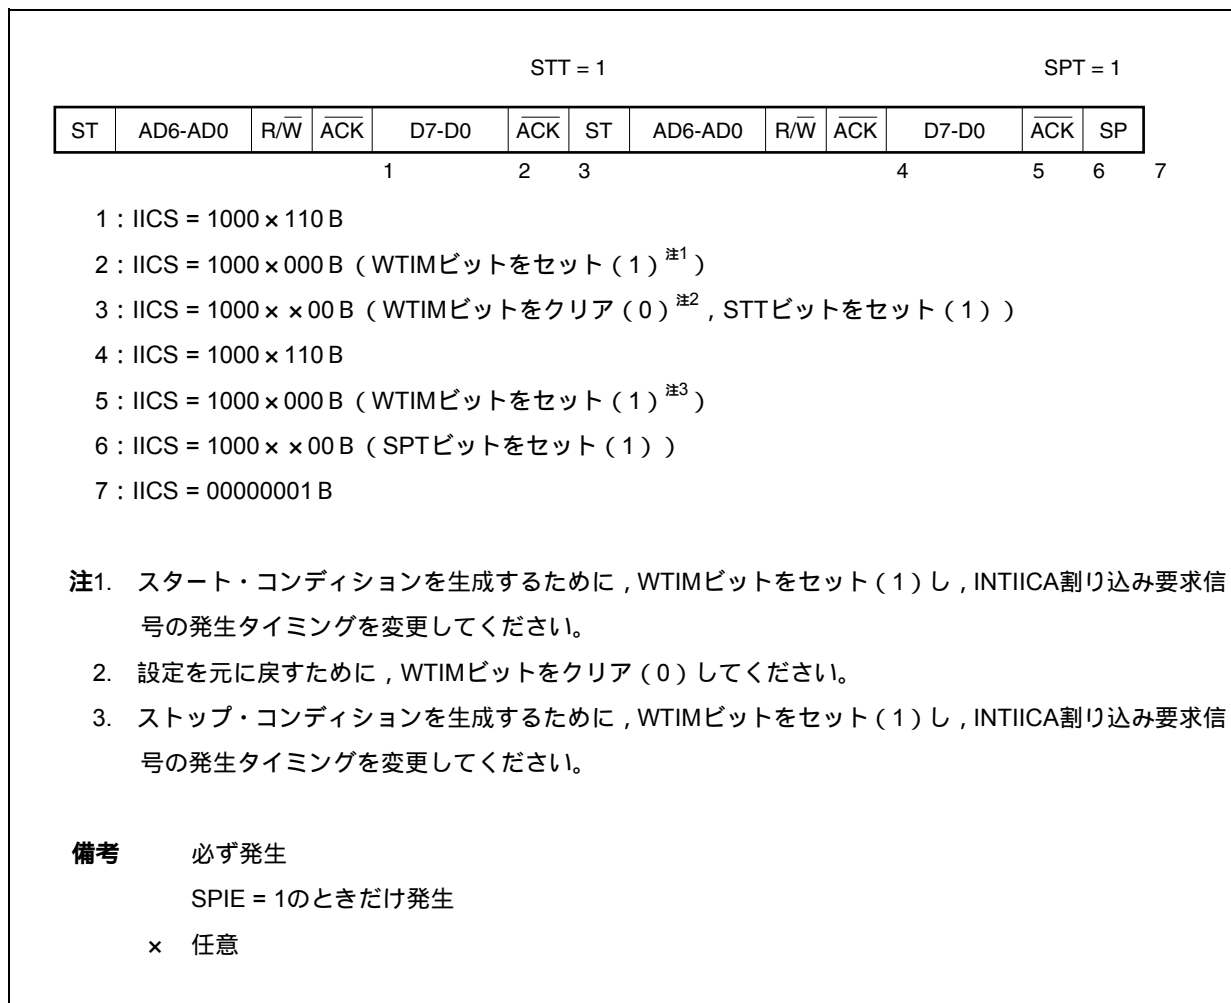 STT = 1 SPT = 1
ST AD6-AD0 R/W̅ A̅C̅K̅ D7-D0 A̅C̅K̅ ST AD6-AD0 R/W̅ A̅C̅K̅ D7-D0 A̅C̅K̅ SP
1 2 3 4 5 6 7
1：IICS = 1000×110 B
2：IICS = 1000×000 B（WTIMビットをセット（1）注1）
3：IICS = 1000××00 B（WTIMビットをクリア（0）注2，STTビットをセット（1））
4：IICS = 1000×110 B
5：IICS = 1000×000 B（WTIMビットをセット（1）注3）
6：IICS = 1000××00 B（SPTビットをセット（1））
7：IICS = 00000001 B
注1. スタート・コンディションを生成するために，WTIMビットをセット（1）し，INTIICA割り込み要求信
号の発生タイミングを変更してください。
2. 設定を元に戻すために，WTIMビットをクリア（0）してください。
3. ストップ・コンディションを生成するために，WTIMビットをセット（1）し，INTIICA割り込み要求信
号の発生タイミングを変更してください。
備考 必ず発生
SPIE = 1のときだけ発生
× 任意